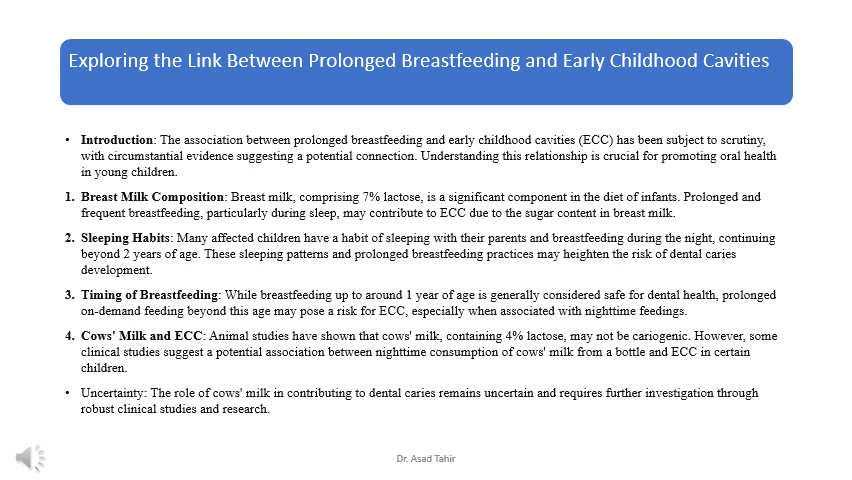 Exploring the Link Between Prolonged Breastfeeding and Early Childhood Cavities
• Introduction: The association between prolonged breastfeeding and early childhood cavities (ECC) has been subject to scrutiny,
with circumstantial evidence suggesting a potential connection. Understanding this relationship is crucial for promoting oral health
in young children.
1. Breast Milk Composition: Breast milk, comprising 7% lactose, is a significant component in the diet of infants. Prolonged and
frequent breastfeeding, particularly during sleep, may contribute to ECC due to the sugar content in breast milk.
2. Sleeping Habits: Many affected children have a habit of sleeping with their parents and breastfeeding during the night, continuing
beyond 2 years of age. These sleeping patterns and prolonged breastfeeding practices may heighten the risk of dental caries
development.
3. Timing of Breastfeeding: While breastfeeding up to around 1 year of age is generally considered safe for dental health, prolonged
on-demand feeding beyond this age may pose a risk for ECC, especially when associated with nighttime feedings.
4. Cows' Milk and ECC: Animal studies have shown that cows' milk, containing 4% lactose, may not be cariogenic. However, some
clinical studies suggest a potential association between nighttime consumption of cows' milk from a bottle and ECC in certain
children.
• Uncertainty: The role of cows' milk in contributing to dental caries remains uncertain and requires further investigation through
robust clinical studies and research.
Dr. Asad Tahir